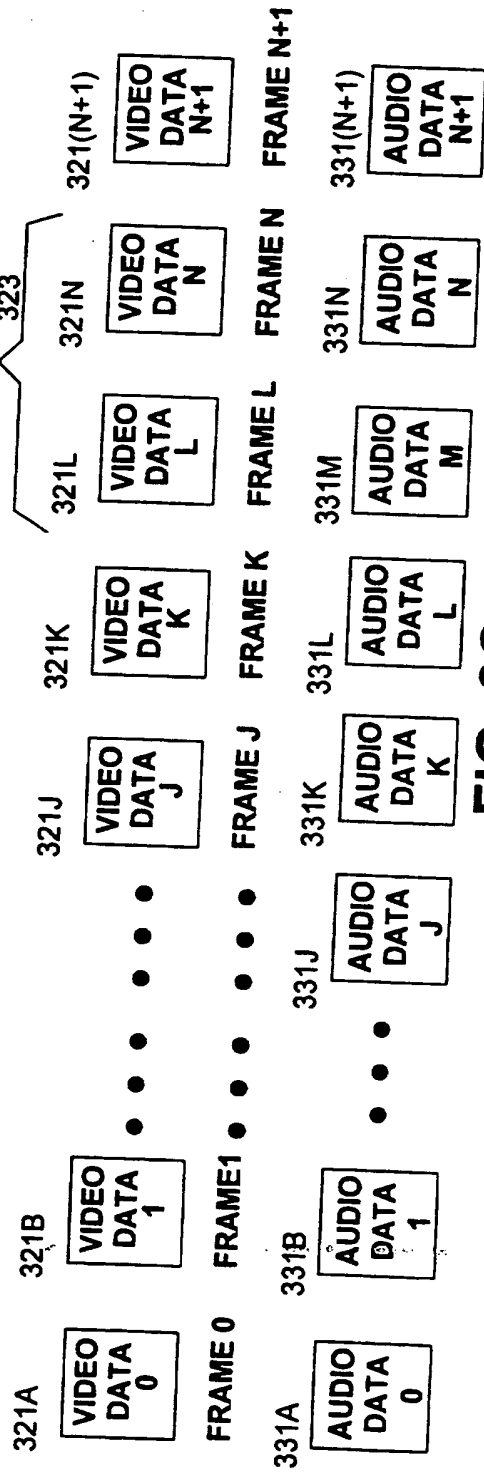 323
321A 321B 321J 321K 321L 321N 321(N+1)
VIDEO DATA 0
VIDEO DATA 1
VIDEO DATA J
VIDEO DATA K
VIDEO DATA L
VIDEO DATA N
VIDEO DATA N+1
FRAME 0 FRAME1 FRAME J FRAME K FRAME L FRAME N FRAME N+1
331A 331B 331J 331K 331L 331M 331N 331(N+1)
AUDIO DATA 0
AUDIO DATA 1
AUDIO DATA J
AUDIO DATA K
AUDIO DATA L
AUDIO DATA M
AUDIO DATA N
AUDIO DATA N+1